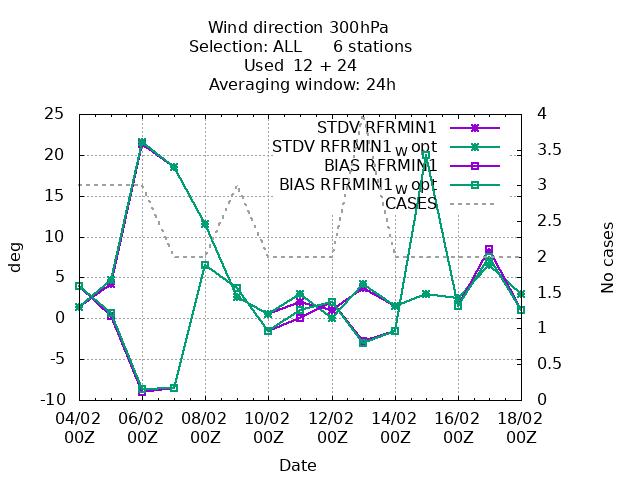 Wind direction 300hPa
Selection: ALL 6 stations
Used 12 + 24
Averaging window: 24h
25
20
15
10
5
0
-5
-10
deg
4
3.5
3
2.5
2
1.5
1
0.5
0
No cases
STDV RFRMIN1
STDV RFRMIN1_W opt
BIAS RFRMIN1
BIAS RFRMIN1_W opt
CASES
04/02 06/02 08/02 10/02 12/02 14/02 16/02 18/02
00Z 00Z 00Z 00Z 00Z 00Z 00Z 00Z
Date